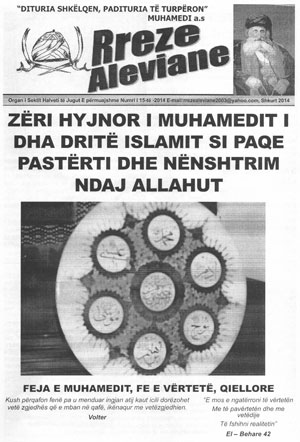 "DITURIA SHKËLQEN, PADITURIA TË TURPËRON"
MUHAMEDI a.s
Rreze
Aleviane
Organ i Sektit Halveti të Jugut E përmuajshme Numri i 15-të -2014 E-mail:rrezealeviane2003@yahoo.com, Shkurt 2014
ZËRI HYJNOR I MUHAMEDIT I
DHA DRITË ISLAMIT SI PAQE
PASTËRTI DHE NËNSHTRIM
NDAJ ALLAHUT
FEJA E MUHAMEDIT, FE E VËRTETË, QIELLORE
Kush përqafon fenë pa u menduar ingjan atij kaut icili dorëzohet
vetë zgjedhës që e mban në qafë, ikënaqur me vetëzgjedhjen.
Volter
"E mos e ngatërroni të vërtetën
Me të pavërtetën dhe me
vetëdije
Të fshihni realitetin"
El – Behare 42